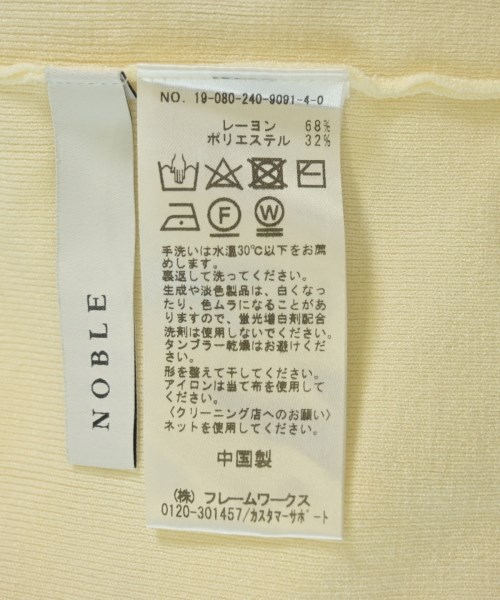 NOBLE
NO. 19-080-240-9091-4-0
レーヨン 68%
ポリエステル 32%
F
W
手洗いは水温30℃以下をお薦
めします。
裏返して洗ってください。
生成や淡色製品は、白くなっ
たり、色ムラになることがあ
りますので、蛍光増白剤配合
洗剤は使用しないでください。
タンブラー乾燥はお避けくだ
さい。
形を整えて干してください。
アイロンは当て布を使用して
ください。
〈クリーニング店へのお願い〉
ネットを使用してください。
中国製
(株) フレームワークス
0120-301457/カスタマーサポート